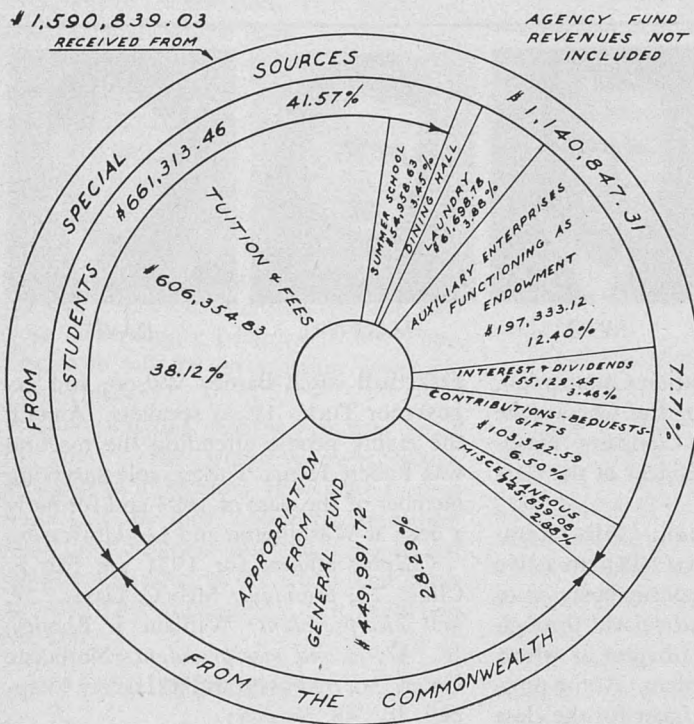 $1,590,839.03
RECEIVED FROM
AGENCY FUND
REVENUES NOT
INCLUDED
FROM SPECIAL SOURCES $1,140,847.31 71.71%
STUDENTS $661,313.46 41.57%
TUITION & FEES
$606,354.83
38.12%
SUMMER SCHOOL
$54,958.63
3.45%
DINING HALL
LAUNDRY
$61,698.78
3.88%
AUXILIARY ENTERPRISES
FUNCTIONING AS
ENDOWMENT
$197,333.12
12.40%
INTEREST & DIVIDENDS
3.46%
CONTRIBUTIONS-BEQUESTS-
GIFTS
$103,342.59
6.50%
MISCELLANEOUS
$45,839.08
2.88%
APPROPRIATION
FROM
GENERAL FUND
$449,991.72
28.29%
FROM THE COMMONWEALTH